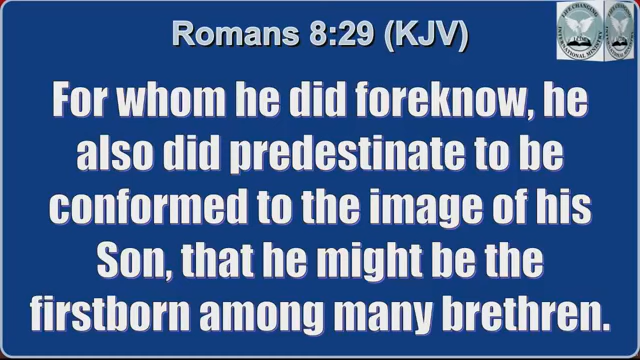 Romans 8:29 (KJV)
For whom he did foreknow, he
also did predestinate to be
conformed to the image of his
Son, that he might be the
firstborn among many brethren.